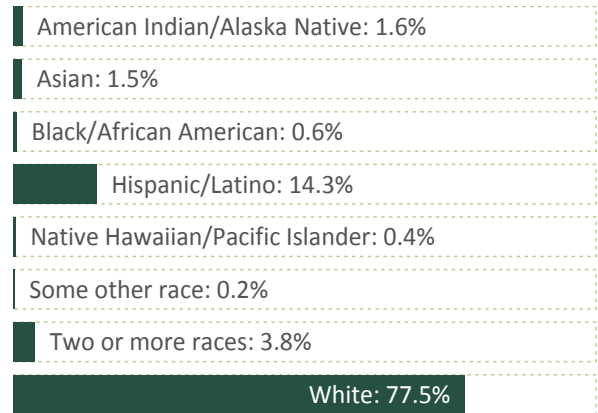 American Indian/Alaska Native: 1.6%
Asian: 1.5%
Black/African American: 0.6%
Hispanic/Latino: 14.3%
Native Hawaiian/Pacific Islander: 0.4%
Some other race: 0.2%
Two or more races: 3.8%
White: 77.5%